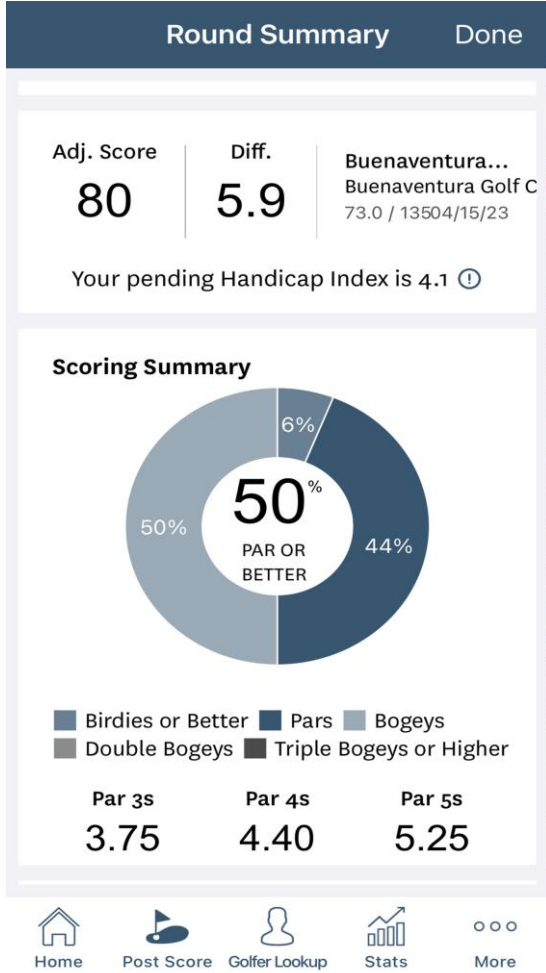 Round Summary Done
Adj. Score Diff. Buenaventura...
80 5.9 Buenaventura Golf C
73.0 / 13504/15/23
Your pending Handicap Index is 4.1
Scoring Summary
6%
50%
44%
50%
PAR OR
BETTER
Birdies or Better Pars Bogeys
Double Bogeys Triple Bogeys or Higher
Par 3s Par 4s Par 5s
3.75 4.40 5.25
Home Post Score Golfer Lookup Stats More